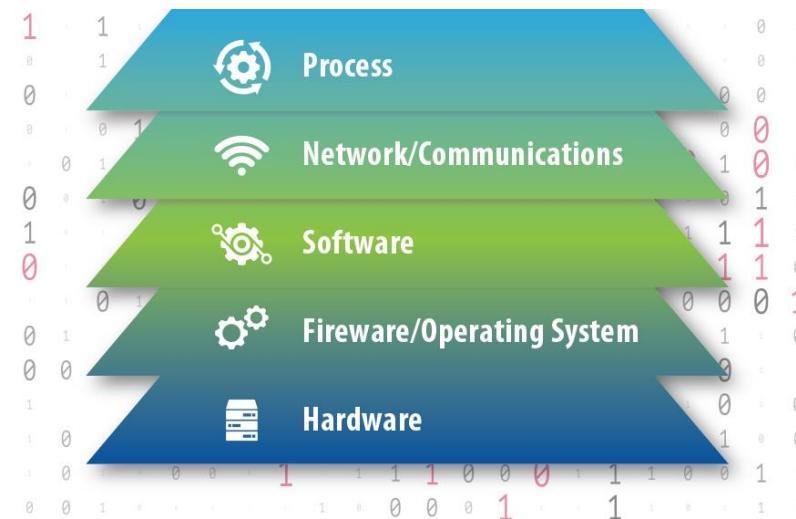 Process
Network/Communications
Software
Fireware/Operating System
Hardware